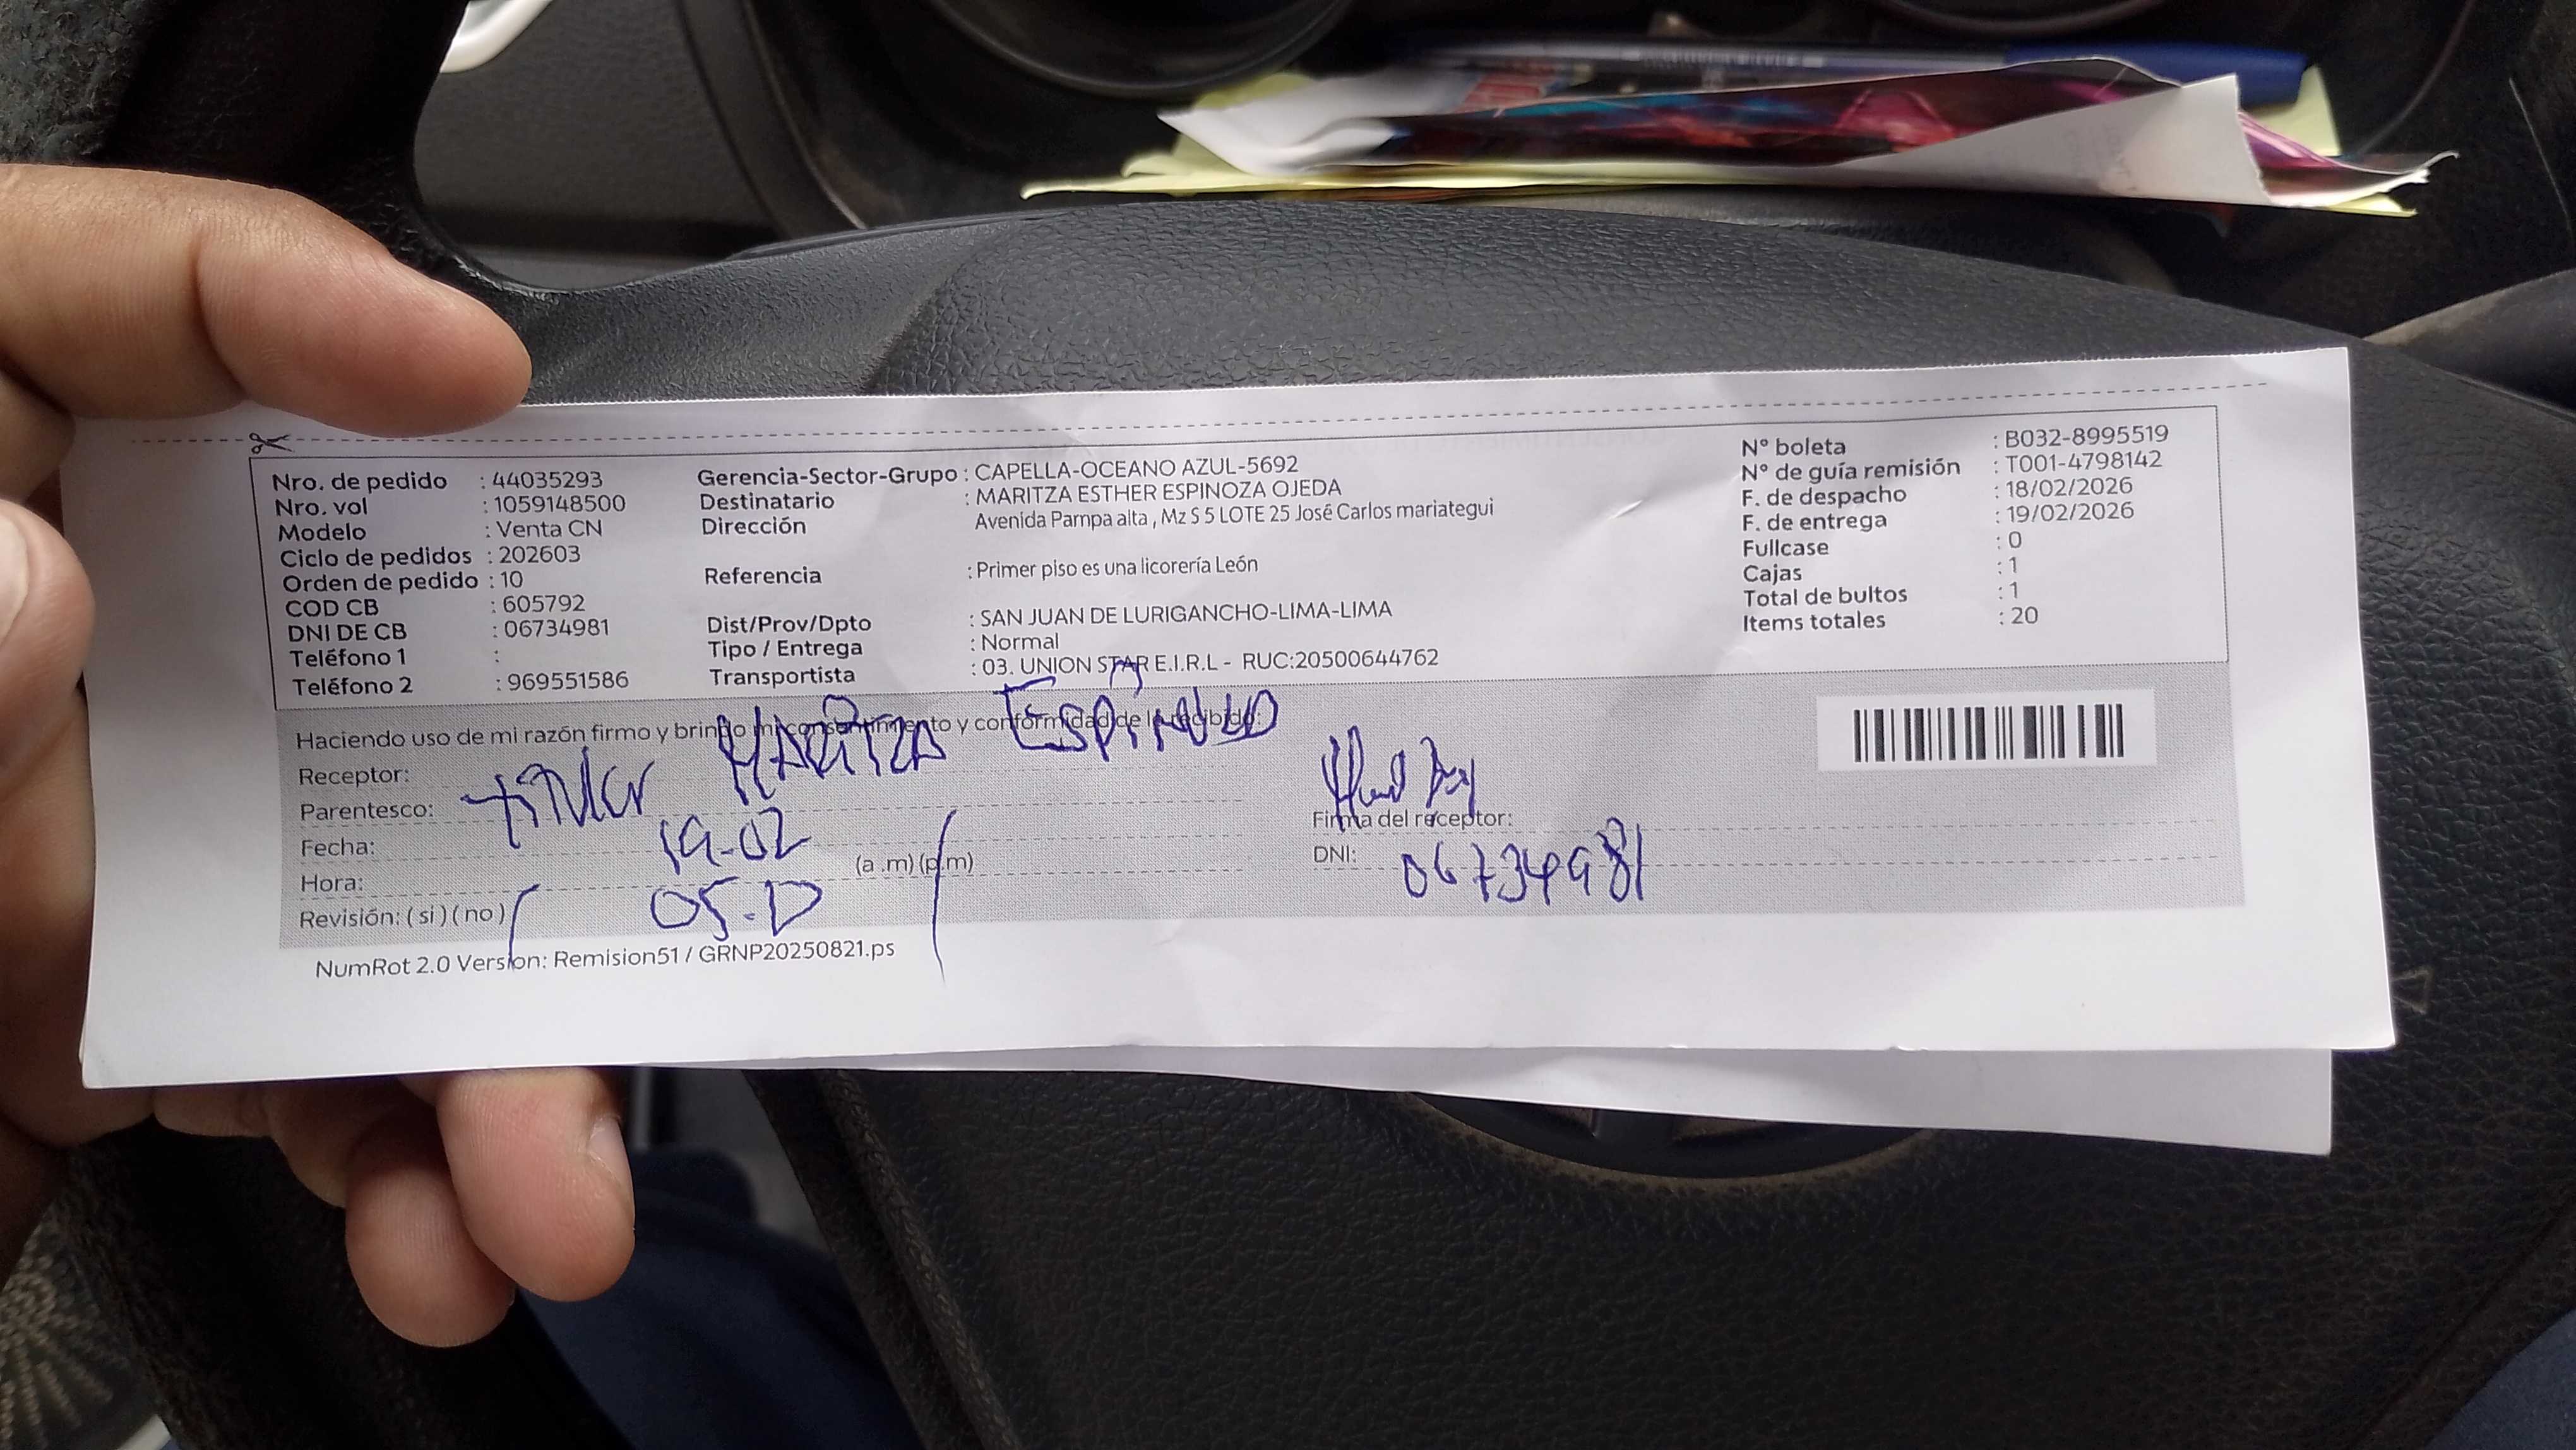 Nro. de pedido : 44035293
Nro. vol : 1059148500
Modelo : Venta CN
Ciclo de pedidos : 202603
Orden de pedido : 10
COD CB : 605792
DNI DE CB : 06734981
Teléfono 1 :
Teléfono 2 : 969551586
Gerencia-Sector-Grupo : CAPELLA-OCEANO AZUL-5692
Destinatario : MARITZA ESTHER ESPINOZA OJEDA
Dirección Avenida Pampa alta , Mz S 5 LOTE 25 José Carlos mariategui
Referencia : Primer piso es una licorería León
Dist/Prov/Dpto : SAN JUAN DE LURIGANCHO-LIMA-LIMA
Tipo / Entrega : Normal
Transportista : 03. UNION STAR E.I.R.L - RUC:20500644762
N° boleta : B032-8995519
N° de guía remisión : T001-4798142
F. de despacho : 18/02/2026
F. de entrega : 19/02/2026
Fullcase : 0
Cajas : 1
Total de bultos : 1
Items totales : 20
Haciendo uso de mi razón firmo y brindo mi consentimiento y conformidad de lo recibido:
Receptor: MARITZA
Parentesco:
Fecha: 19-02
Hora: (a .m) (p.m)
Revisión: ( si ) ( no )
Firma del receptor:
DNI: 06734981
NumRot 2.0 Version: Remision51 / GRNP20250821.ps